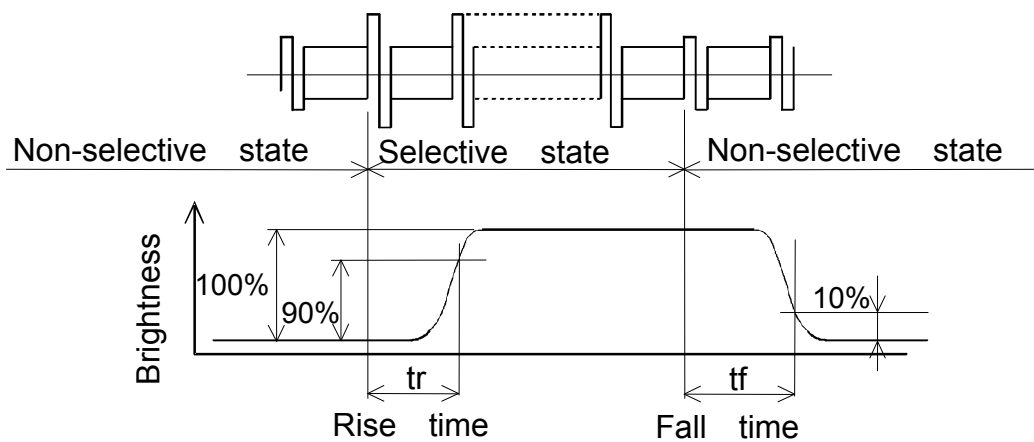 Non-selective state Selective state Non-selective state
Brightness
100%
90%
10%
tr
tf
Rise time
Fall time